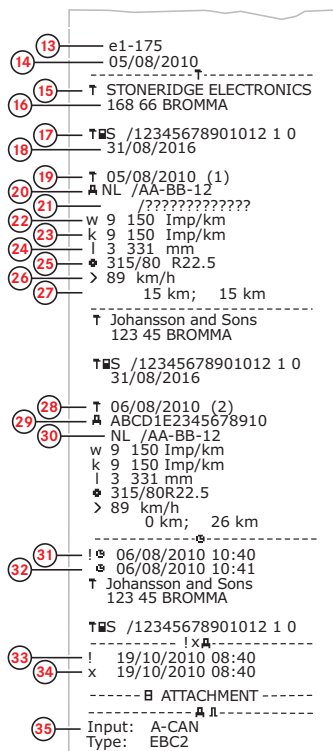 13 e1-175
14 05/08/2010
15 STONERIDGE ELECTRONICS
16 168 66 BROMMA
17 S /12345678901012 1 0
18 31/08/2016
19 05/08/2010 (1)
20 NL /AA-BB-12
21 /?????????????
22 w 9 150 Imp/km
23 k 9 150 Imp/km
24 l 3 331 mm
25 315/80 R22.5
26 > 89 km/h
27 15 km; 15 km
Johansson and Sons
123 45 BROMMA
S /12345678901012 1 0
31/08/2016
28 06/08/2010 (2)
29 ABCD1E2345678910
30 NL /AA-BB-12
w 9 150 Imp/km
k 9 150 Imp/km
l 3 331 mm
315/80R22.5
> 89 km/h
0 km; 26 km
31 ! 06/08/2010 10:40
32 06/08/2010 10:41
Johansson and Sons
123 45 BROMMA
S /12345678901012 1 0
------------ ! x ------------
33 ! 19/10/2010 08:40
34 x 19/10/2010 08:40
------ ATTACHMENT ------
35 Input: A-CAN
Type: EBC2